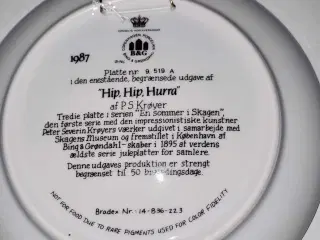 1987
B&G
Platte nr 9. 519 A
i den enestående, begrænsede udgave af
"Hip, Hip, Hurra"
af P.S. Krøyer
Tredie platte i serien "En sommer i Skagen",
den første serie med den impressionistiske kunstner
Peter Severin Krøyers værker udgivet i samarbejde med
Skagens Museum og fremstillet i København af
Bing & Grøndahl - skaber i 1895 af verdens
ældste serie juleplatter for samlere.
Denne udgaves produktion er strengt
begrænset til 50 brændingsdage.
NOT FOR FOOD DUE TO RARE PIGMENTS USED FOR COLOR FIDELITY
Bradex Nr. 14-B36-22.3